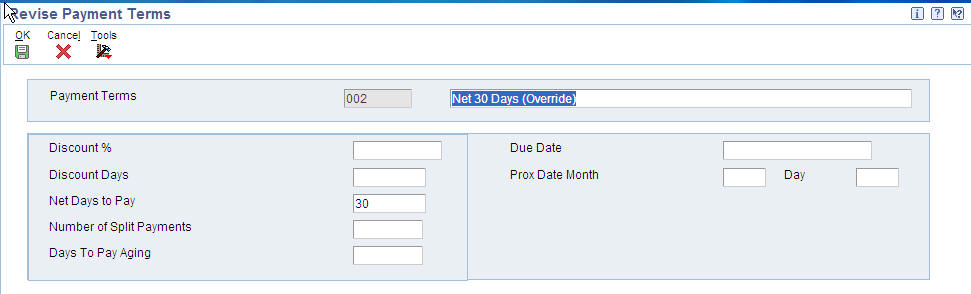 Revise Payment Terms
i ? ?
OK Cancel Tools
Payment Terms 002 Net 30 Days (Override)
Discount % Due Date
Discount Days Prox Date Month Day
Net Days to Pay 30
Number of Split Payments
Days To Pay Aging